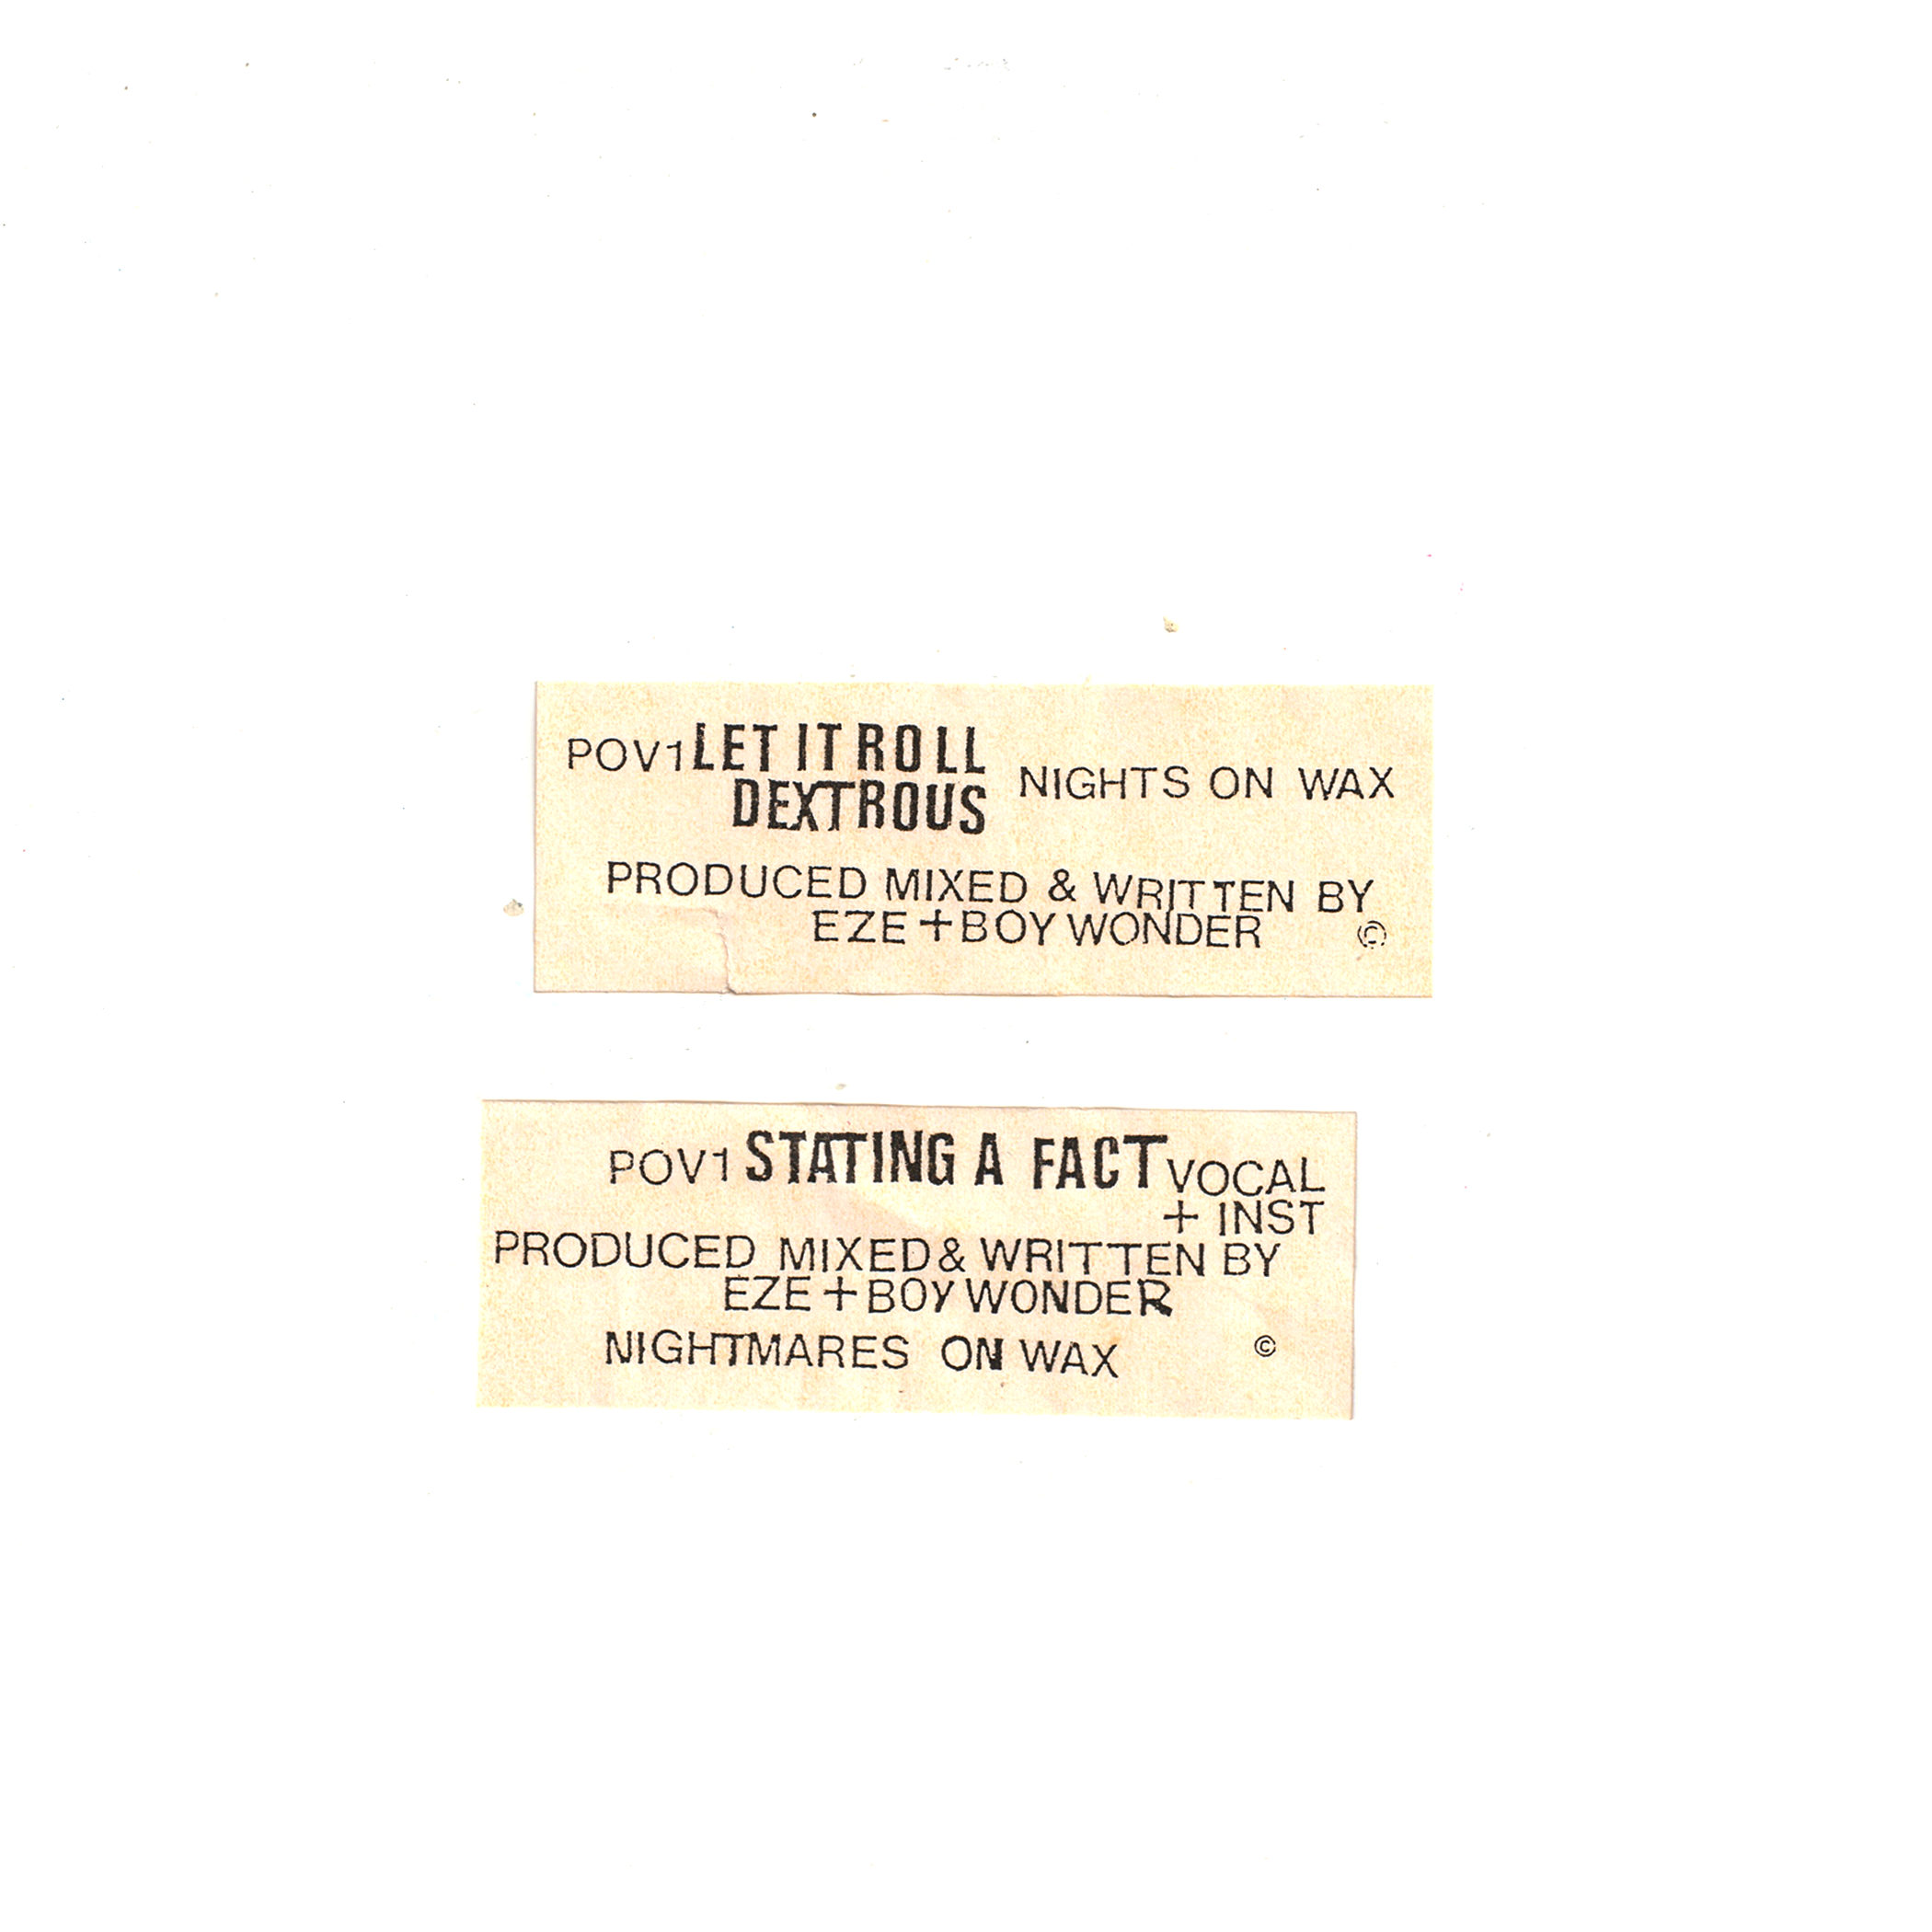 POV1 LET IT ROLL
DEXTROUS NIGHTS ON WAX
PRODUCED MIXED & WRITTEN BY
EZE + BOY WONDER ©
POV1 STATING A FACT VOCAL
+ INST
PRODUCED MIXED & WRITTEN BY
EZE + BOY WONDER
NIGHTMARES ON WAX ©